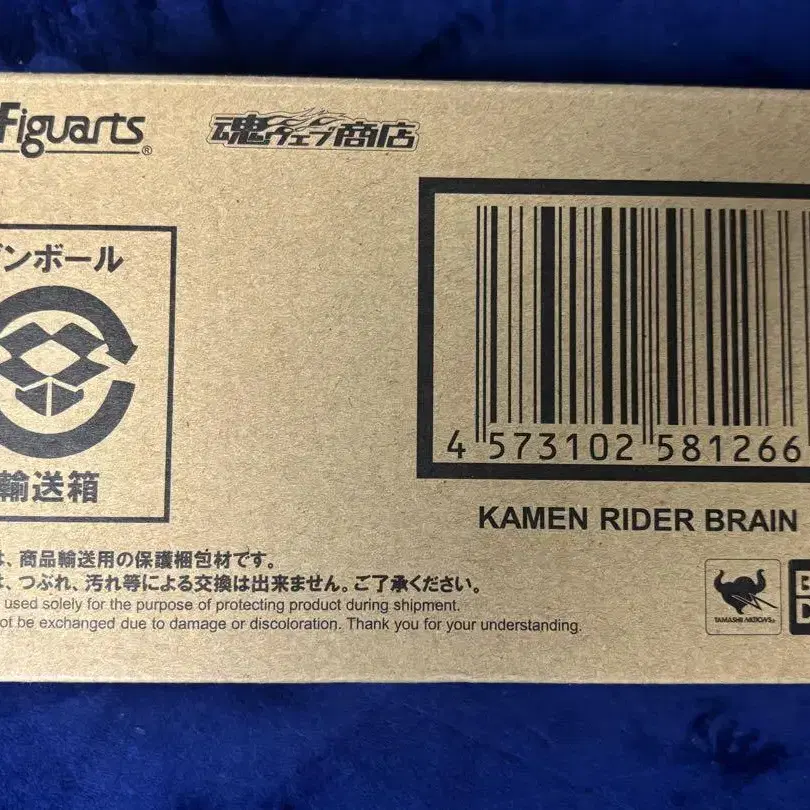 Figuarts®
魂ウェブ商店
ンボール
輸送箱
4 573102 581266
KAMEN RIDER BRAIN
は、商品輸送用の保護梱包材です。
は、つぶれ、汚れ等による交換は出来ません。ご了承ください。
used solely for the purpose of protecting product during shipment.
ot be exchanged due to damage or discoloration. Thank you for your understanding.
TAMASHII NATIONS